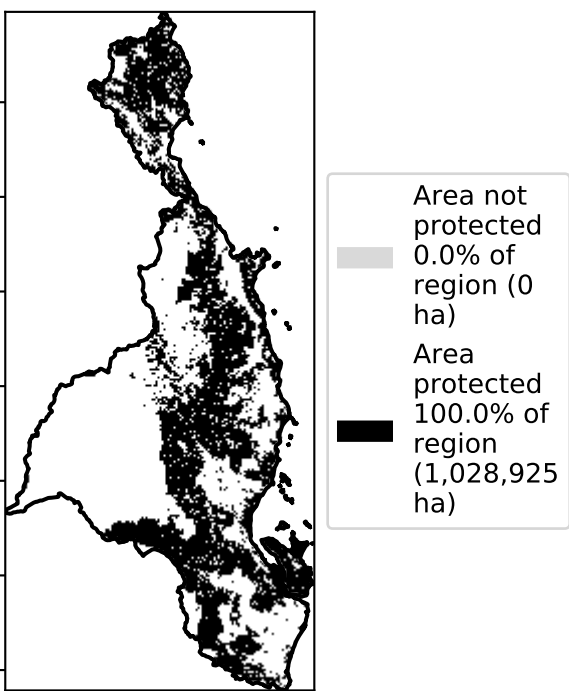 Area not
protected
0.0% of
region (0
ha)
Area
protected
100.0% of
region
(1,028,925
ha)